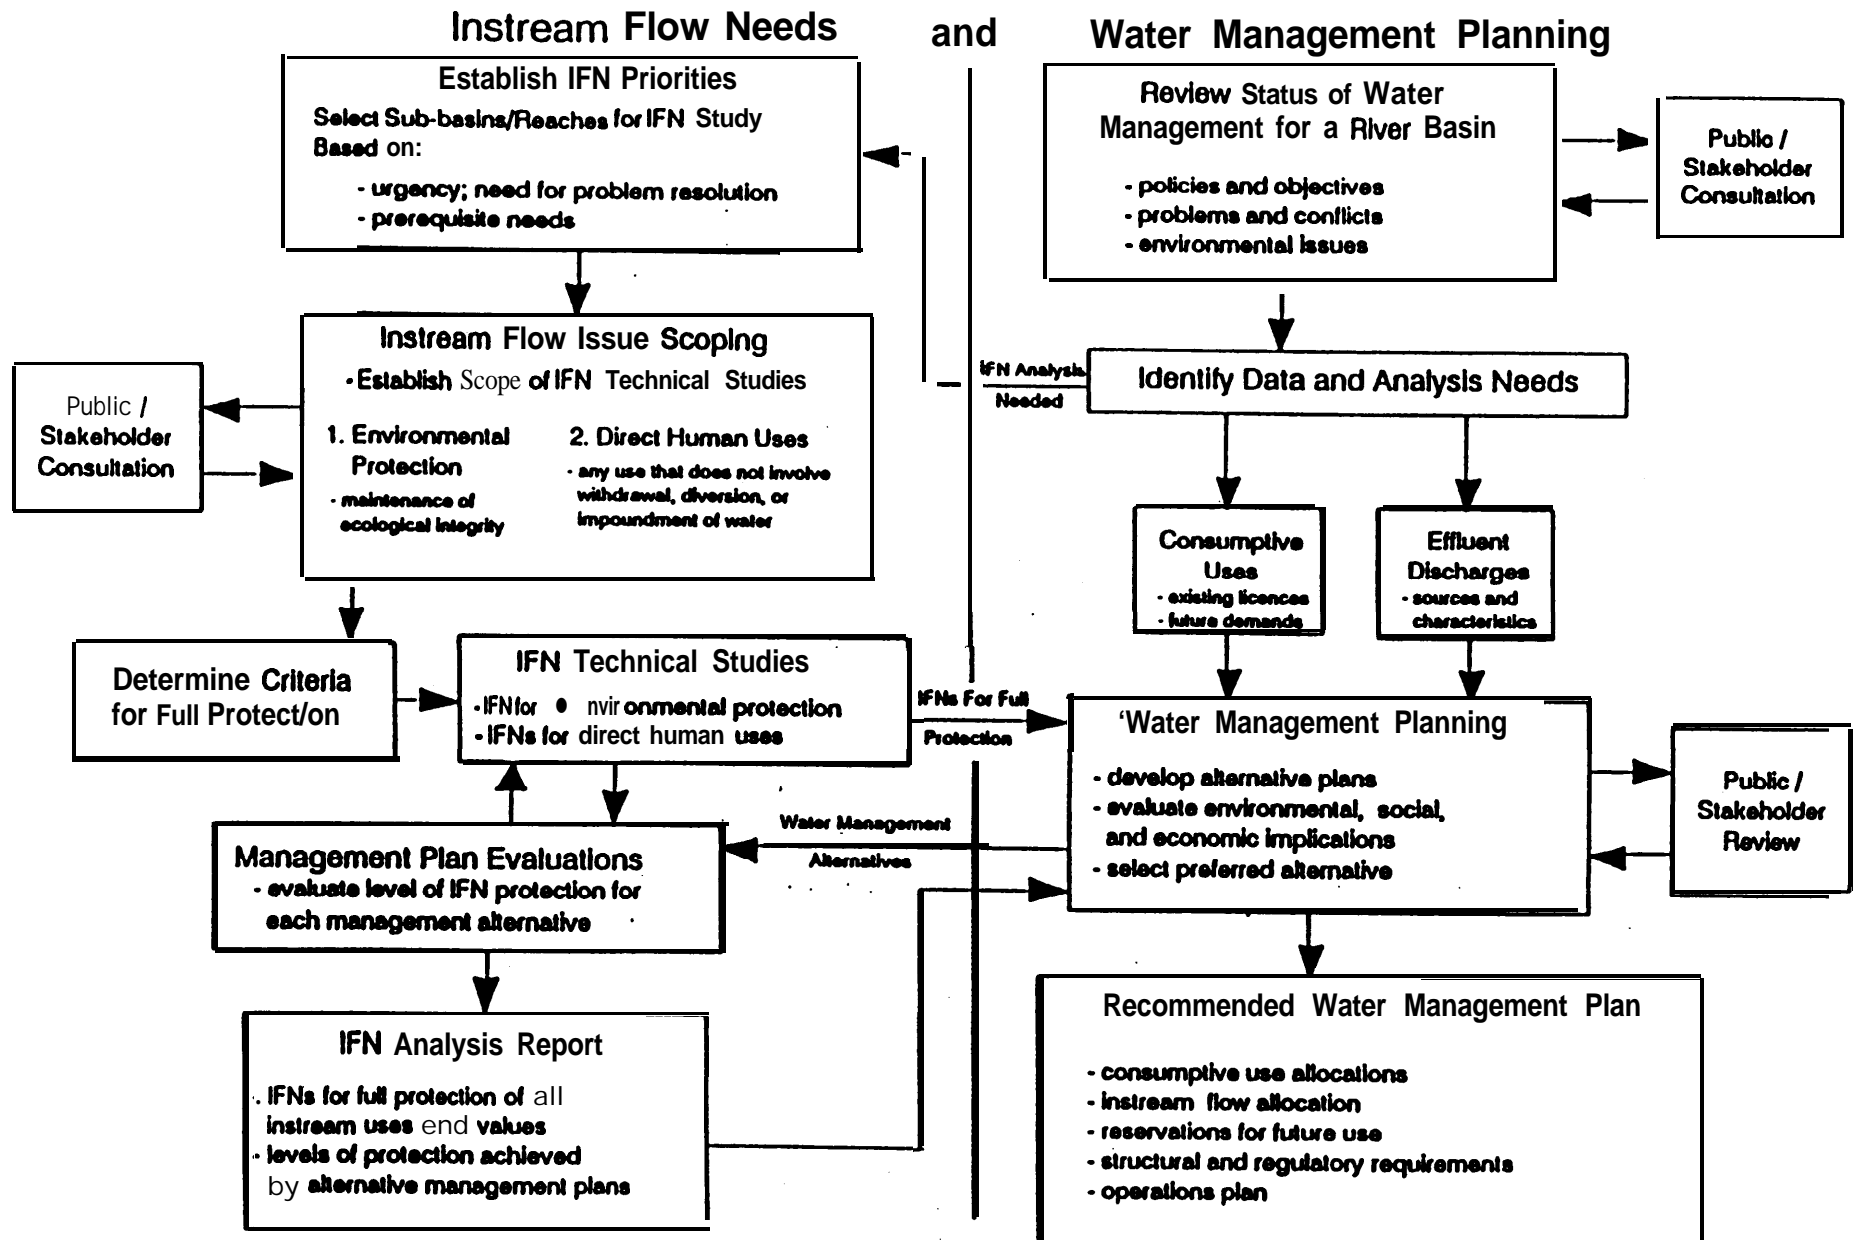 Instream Flow Needs and Water Management Planning
Establish IFN Priorities
Select Sub-basins/Reaches for IFN Study
Based on:
- urgency; need for problem resolution
- prerequisite needs
Review Status of Water
Management for a River Basin
- policies and objectives
- problems and conflicts
- environmental issues
Public /
Stakeholder
Consultation
Instream Flow Issue Scoping
- Establish Scope of IFN Technical Studies
1. Environmental
Protection
- maintenance of
ecological integrity
2. Direct Human Uses
- any use that does not involve
withdrawal, diversion, or
impoundment of water
Public /
Stakeholder
Consultation
IFN Analysis
Needed
Identify Data and Analysis Needs
Consumptive
Uses
- existing licences
- future demands
Effluent
Discharges
- sources and
characteristics
Determine Criteria
for Full Protect/on
IFN Technical Studies
- IFN for ● nvir onmental protection
- IFNs for direct human uses
IFNs For Full
Protection
'Water Management Planning
- develop alternative plans
- evaluate environmental, social,
and economic implications
- select preferred alternative
Public /
Stakeholder
Review
Water Management
Alternatives
Management Plan Evaluations
- evaluate level of IFN protection for
each management alternative
IFN Analysis Report
. IFNs for full protection of all
instream uses end values
- levels of protection achieved
by alternative management plans
Recommended Water Management Plan
- consumptive use allocations
- instream flow allocation
- reservations for future use
- structural and regulatory requirements
- operations plan